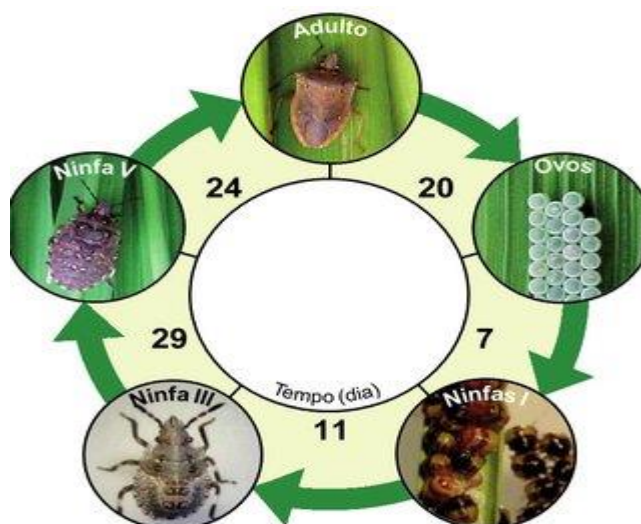 Adulto
24
20
Ninfa V
Ovos
29
7
Tempo (dia)
Ninfa III
11
Ninfas I